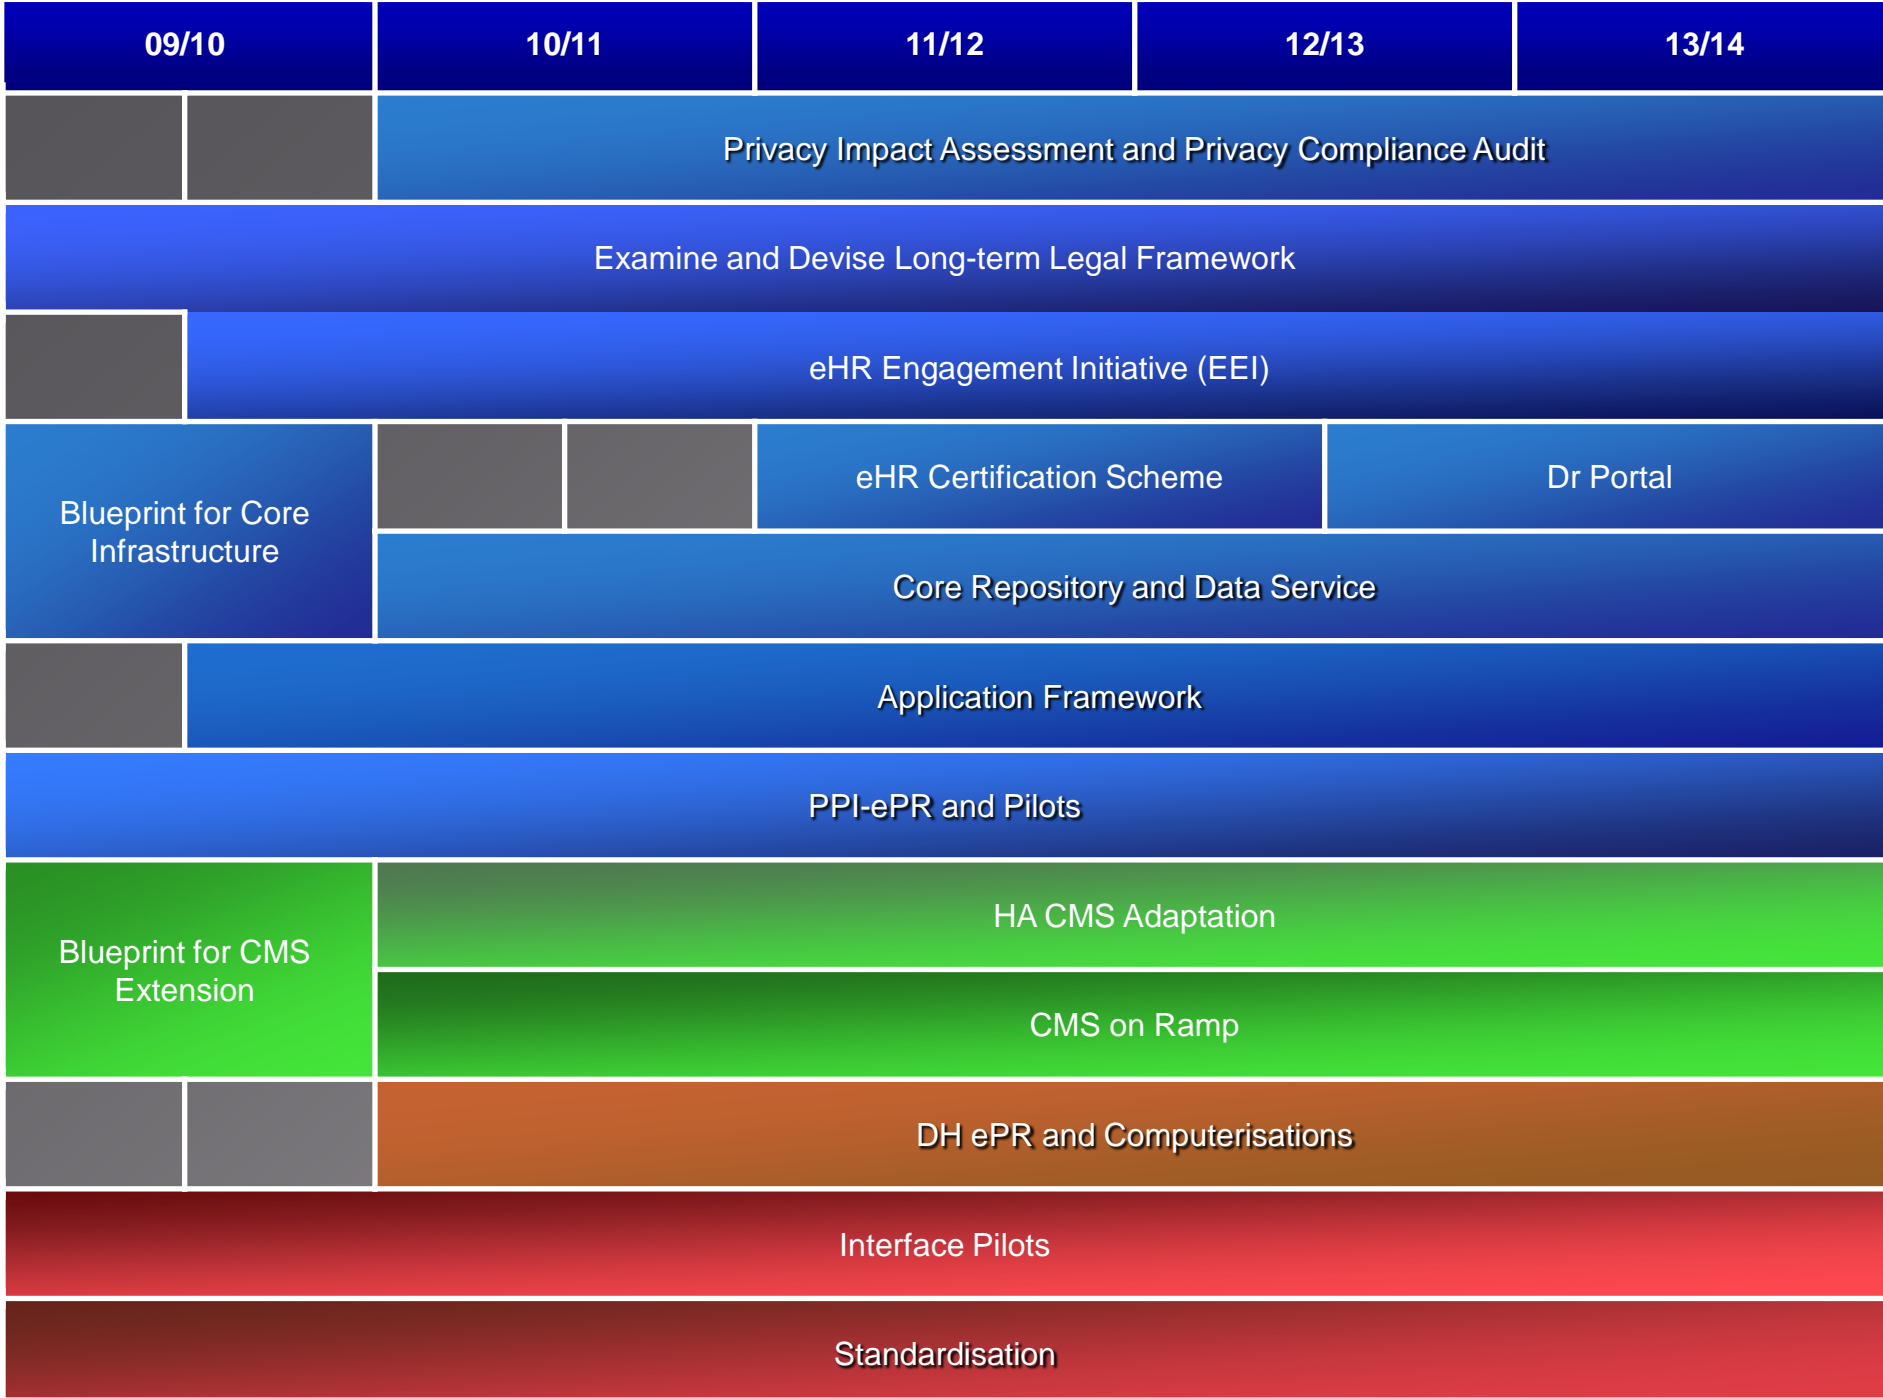 09/10
10/11
11/12
12/13
13/14
Privacy Impact Assessment and Privacy Compliance Audit
Examine and Devise Long-term Legal Framework
eHR Engagement Initiative (EEI)
Blueprint for Core
Infrastructure
eHR Certification Scheme
Dr Portal
Core Repository and Data Service
Application Framework
PPI-ePR and Pilots
Blueprint for CMS
Extension
HA CMS Adaptation
CMS on Ramp
DH ePR and Computerisations
Interface Pilots
Standardisation